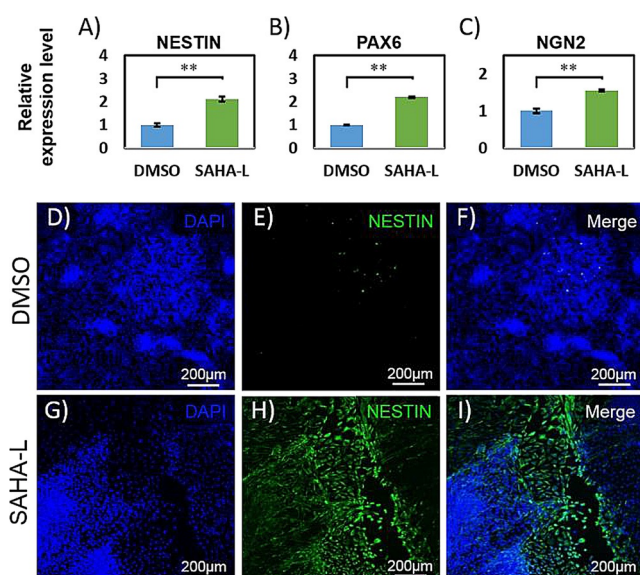 A)
B)
C)
Relative
expression level
NESTIN
PAX6
NGN2
4
3
2
1
0
**
DMSO SAHA-L
4
3
2
1
0
**
DMSO SAHA-L
2
1
0
**
DMSO SAHA-L
DMSO
D) DAPI
200μm
E) NESTIN
200μm
F) Merge
200μm
SAHA-L
G) DAPI
200μm
H) NESTIN
200μm
I) Merge
200μm